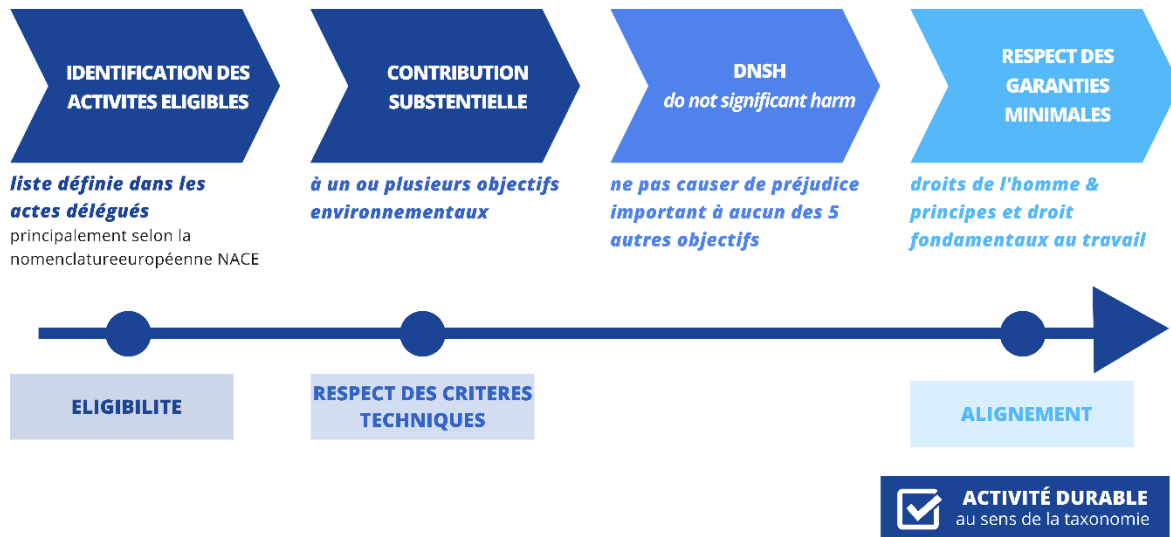 IDENTIFICATION DES
ACTIVITES ELIGIBLES
CONTRIBUTION
SUBSTENTIELLE
DNSH
do not significant harm
RESPECT DES
GARANTIES
MINIMALES
liste définie dans les
actes délégués
principalement selon la
nomenclatureeuropéenne NACE
à un ou plusieurs objectifs
environnementaux
ne pas causer de préjudice
important à aucun des 5
autres objectifs
droits de l'homme &
principes et droit
fondamentaux au travail
ELIGIBILITE
RESPECT DES CRITERES
TECHNIQUES
ALIGNEMENT
ACTIVITÉ DURABLE
au sens de la taxonomie